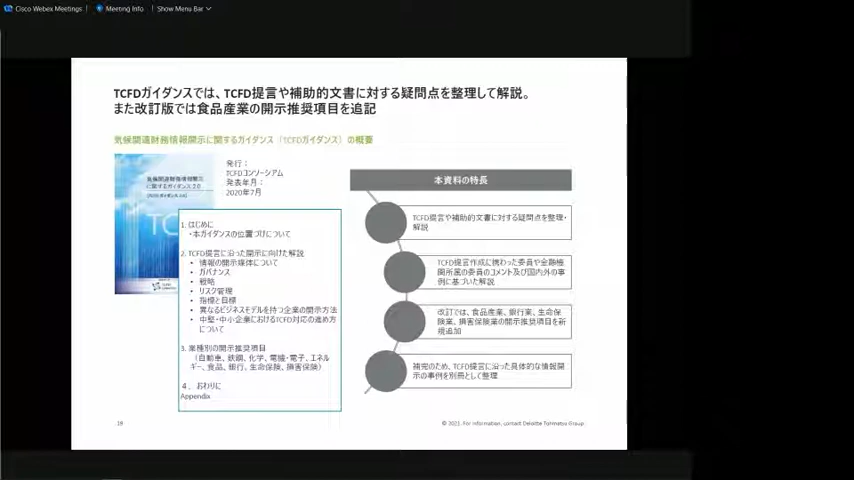 Cisco Webex Meetings
Meeting Info
Show Menu Bar
TCFDガイダンスでは、TCFD提言や補助的文書に対する疑問点を整理して解説。
また改訂版では食品産業の開示推奨項目を追記
気候関連財務情報開示に関するガイダンス（TCFDガイダンス）の概要
気候関連財務情報開示
に関するガイダンス 2.0
発行：
TCFDコンソーシアム
発表年月：
2020年7月
1. はじめに
・本ガイダンスの位置づけについて
2. TCFD提言に沿った開示に向けた解説
• 情報の開示媒体について
• ガバナンス
• 戦略
• リスク管理
• 指標と目標
• 異なるビジネスモデルを持つ企業の開示方法
• 中堅・中小企業におけるTCFD対応の進め方
について
3. 業種別の開示推奨項目
（自動車、鉄鋼、化学、電機・電子、エネル
ギー、食品、銀行、生命保険、損害保険）
４． おわりに
Appendix
本資料の特長
TCFD提言や補助的文書に対する疑問点を整理・
解説
TCFD提言作成に携わった委員や金融機
関所属の委員のコメント及び国内外の事
例に基づいた解説
改訂では、食品産業、銀行業、生命保
険業、損害保険業の開示推奨項目を新
規追加
補完のため、TCFD提言に沿った具体的な情報開
示の事例を別冊として整理
18
© 2021. For information, contact Deloitte Tohmatsu Group.